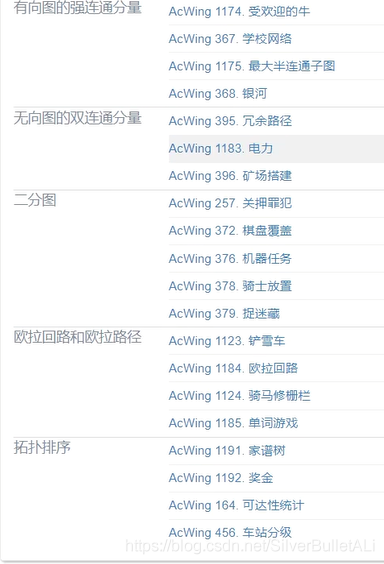 有向图的强连通分量
AcWing 1174. 受欢迎的牛
AcWing 367. 学校网络
AcWing 1175. 最大半连通子图
AcWing 368. 银河
无向图的双连通分量
AcWing 395. 冗余路径
AcWing 1183. 电力
AcWing 396. 矿场搭建
二分图
AcWing 257. 关押罪犯
AcWing 372. 棋盘覆盖
AcWing 376. 机器任务
AcWing 378. 骑士放置
AcWing 379. 捉迷藏
欧拉回路和欧拉路径
AcWing 1123. 铲雪车
AcWing 1184. 欧拉回路
AcWing 1124. 骑马修栅栏
AcWing 1185. 单词游戏
拓扑排序
AcWing 1191. 家谱树
AcWing 1192. 奖金
AcWing 164. 可达性统计
AcWing 456. 车站分级
https://blog.csdn.net/SilverBulletALi